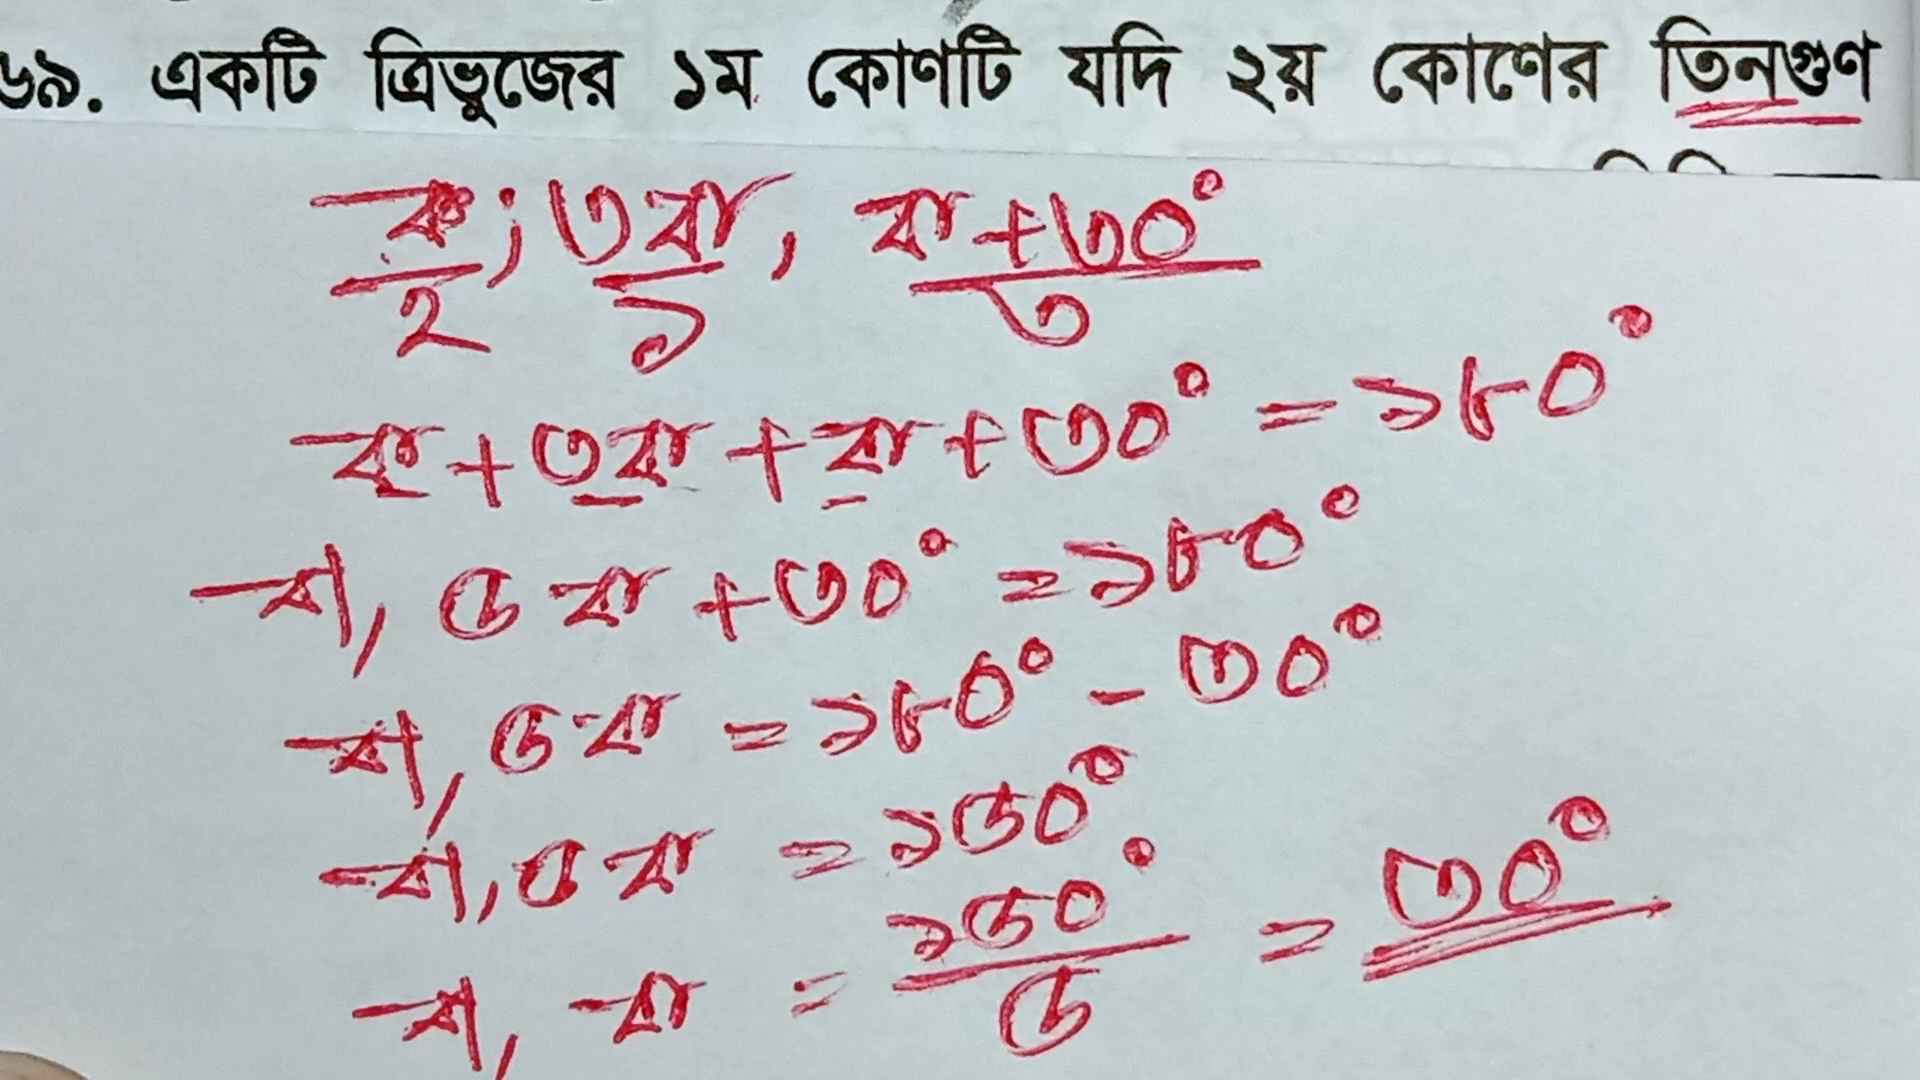 ৬৯. একটি ত্রিভুজের ১ম কোণটি যদি ২য় কোণের তিনগুণ
ক; ৩ক, ক+৩০°
২ ১ ৩
ক+৩ক+ক+৩০° = ১৮০°
বা, ৫ক+৩০° = ১৮০°
বা, ৫ক = ১৮০° - ৩০°
বা, ৫ক = ১৫০°
বা, ক = ১৫০°/৫ = ৩০°